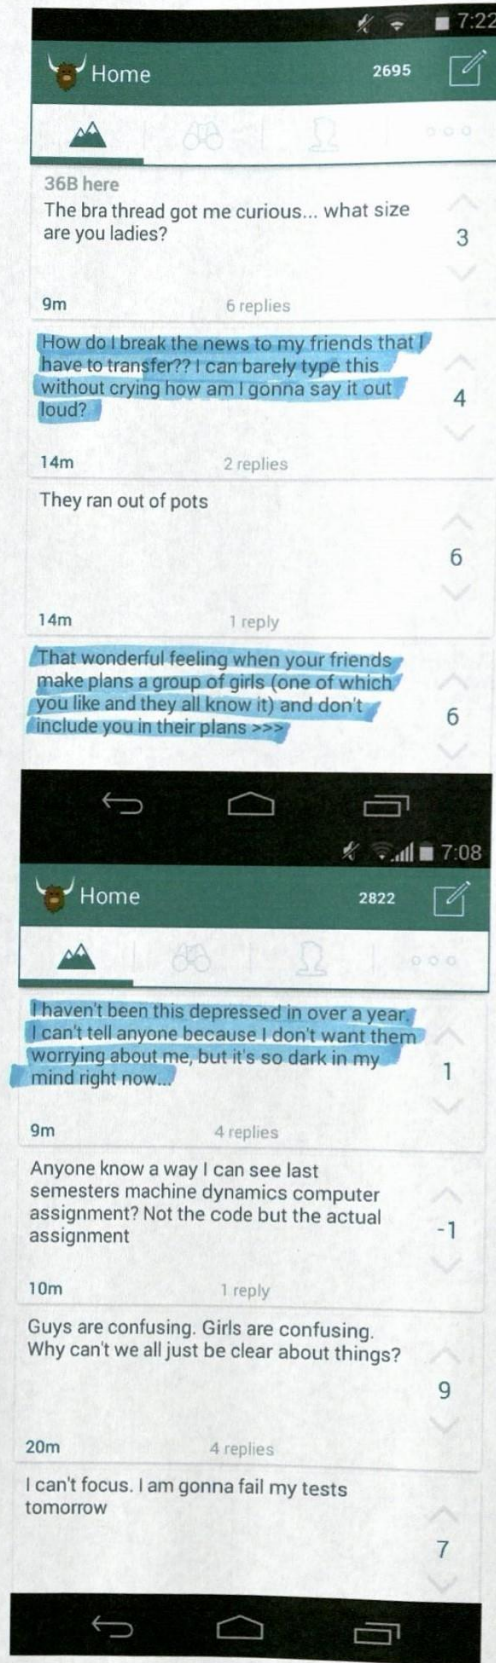 7:22
Home
2695
36B here
The bra thread got me curious... what size
are you ladies?
3
9m
6 replies
How do I break the news to my friends that I
have to transfer?? I can barely type this
without crying how am I gonna say it out
loud?
4
14m
2 replies
They ran out of pots
6
14m
1 reply
That wonderful feeling when your friends
make plans a group of girls (one of which
you like and they all know it) and don't
include you in their plans >>>
6
7:08
Home
2822
I haven't been this depressed in over a year.
I can't tell anyone because I don't want them
worrying about me, but it's so dark in my
mind right now...
1
9m
4 replies
Anyone know a way I can see last
semesters machine dynamics computer
assignment? Not the code but the actual
assignment
-1
10m
1 reply
Guys are confusing. Girls are confusing.
Why can't we all just be clear about things?
9
20m
4 replies
I can't focus. I am gonna fail my tests
tomorrow
7